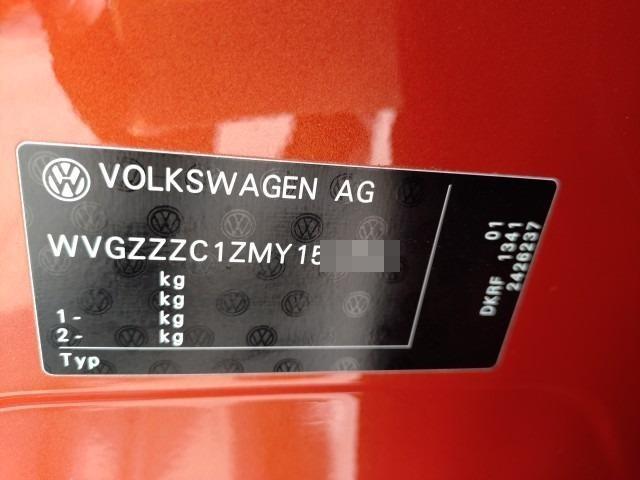 VOLKSWAGEN AG
WVGZZZC1ZMY15
kg
kg
1- kg
2- kg
Typ
01
DKRF 1341
2426237